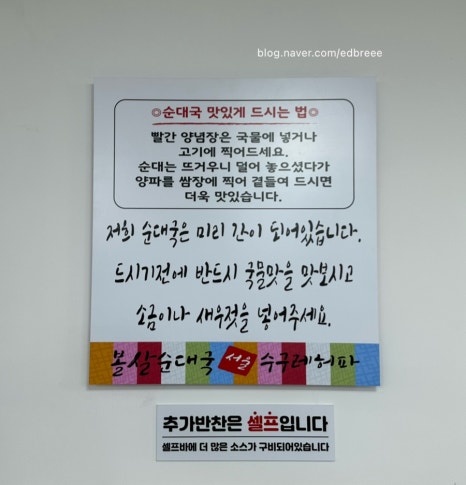 blog.naver.com/edbreee
◎순대국 맛있게 드시는 법◎
빨간 양념장은 국물에 넣거나
고기에 찍어드세요.
순대는 뜨거우니 덜어 놓으셨다가
양파를 쌈장에 찍어 곁들여 드시면
더욱 맛있습니다.
저희 순대국은 미리 간이 되어있습니다.
드시기전에 반드시 국물맛을 맛보시고
소금이나 새우젓을 넣어주세요.
볼살순대국 서울 수구레허파
추가반찬은 셀프입니다
셀프바에 더 많은 소스가 구비되어있습니다